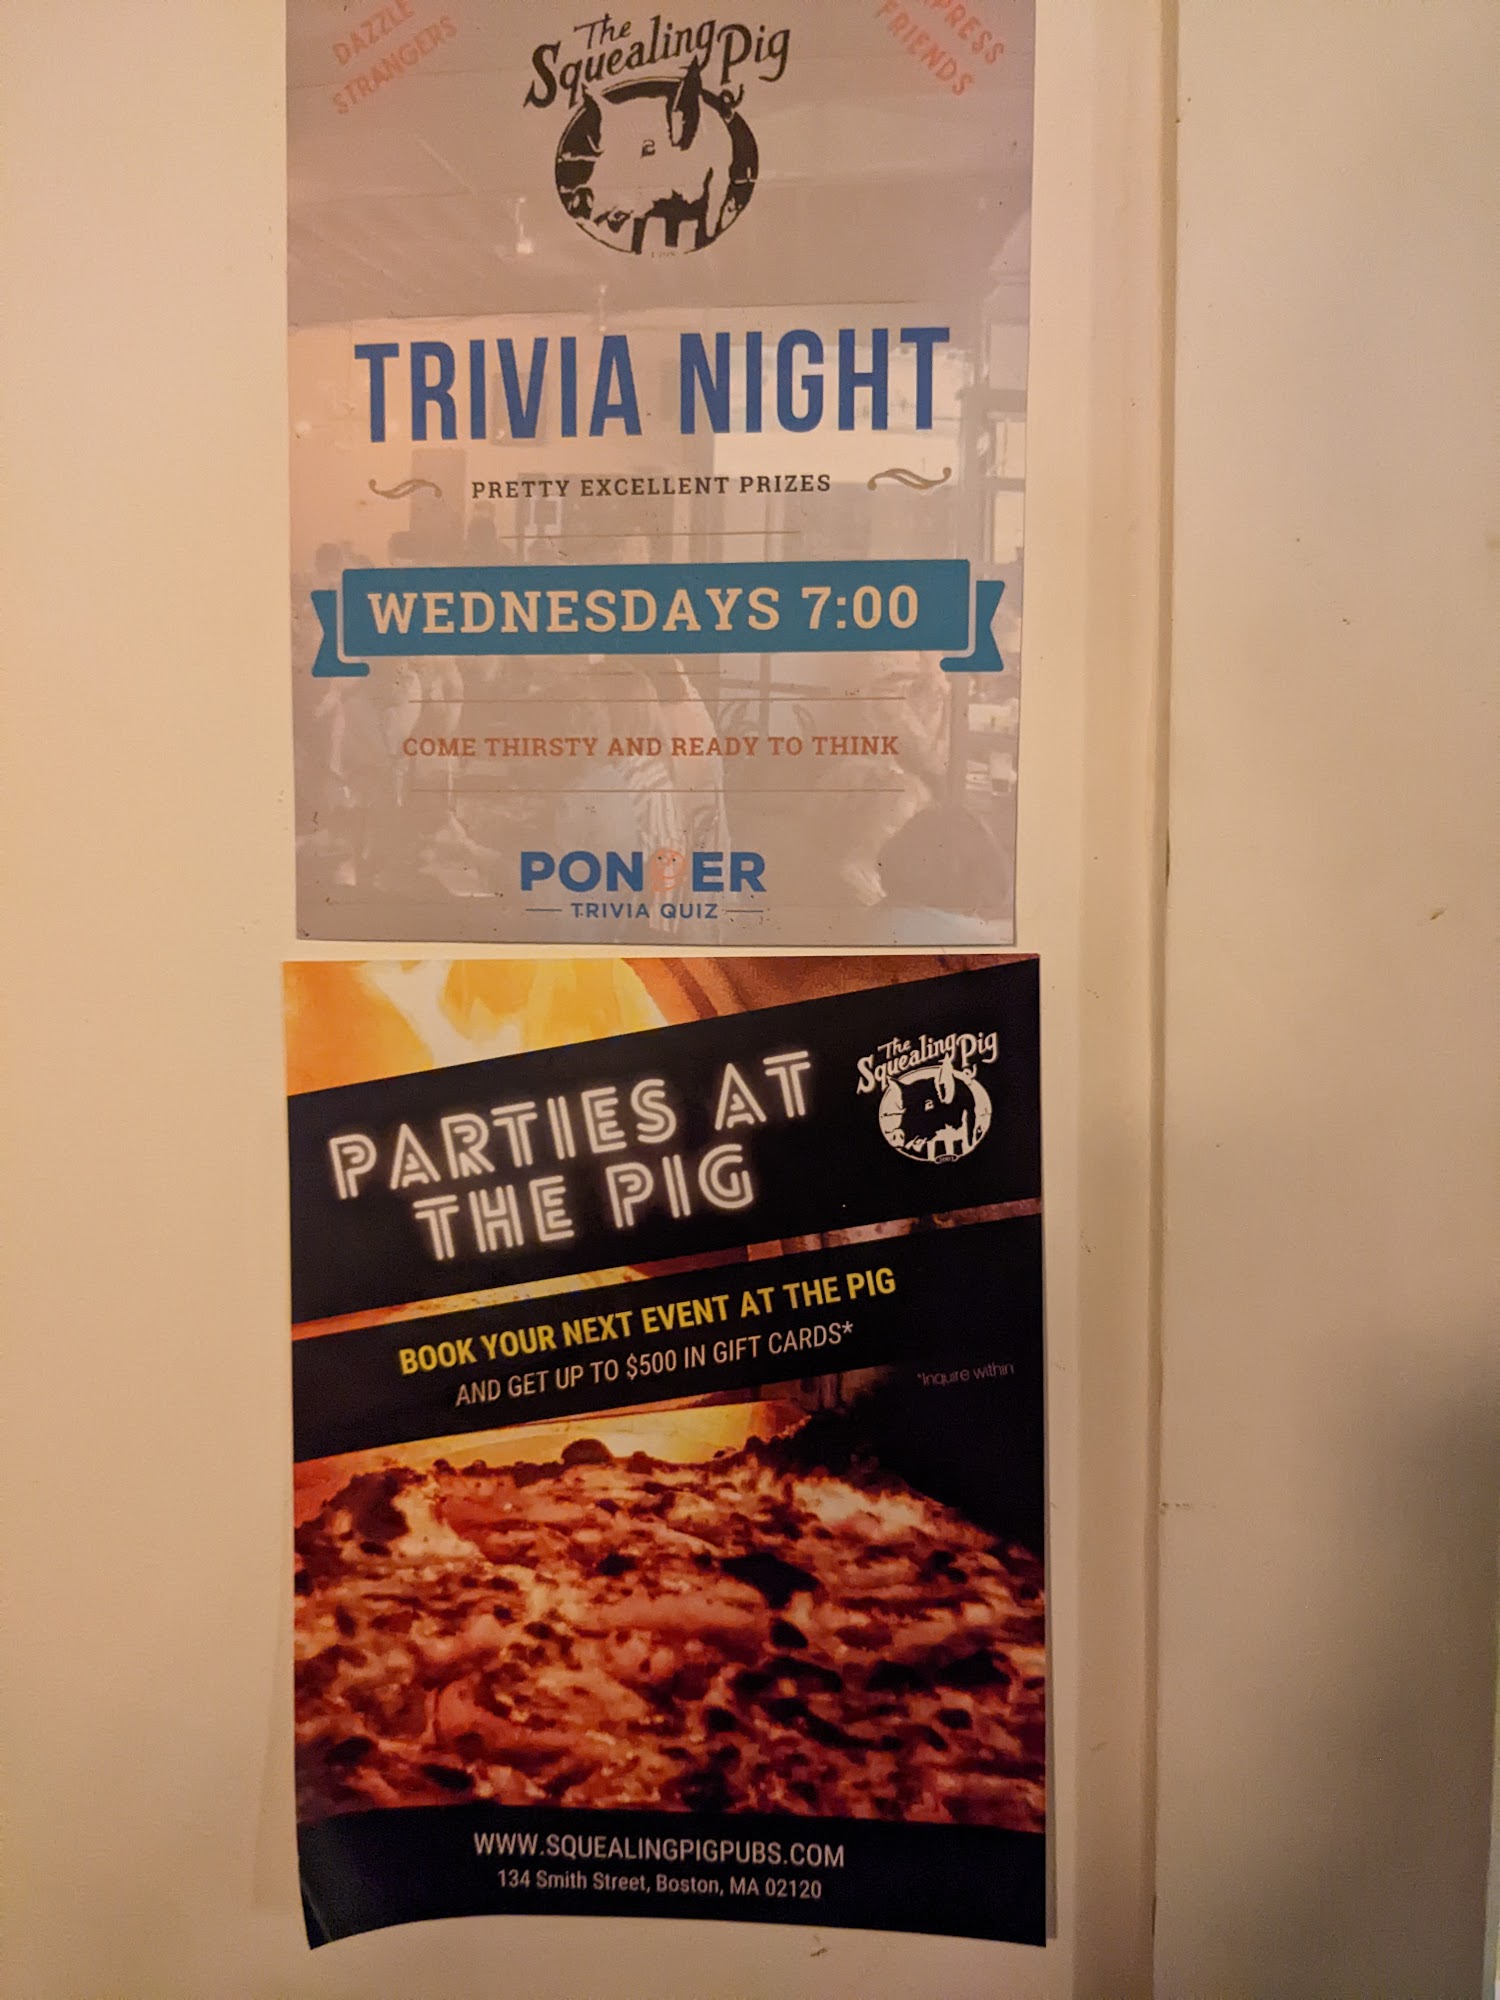 DAZZLE
STRANGERS
FRIENDS
The
Squealing Pig
TRIVIA NIGHT
PRETTY EXCELLENT PRIZES
WEDNESDAYS 7:00
COME THIRSTY AND READY TO THINK
PONDER
TRIVIA QUIZ
The
Squealing Pig
PARTIES AT
THE PIG
BOOK YOUR NEXT EVENT AT THE PIG
AND GET UP TO $500 IN GIFT CARDS*
*Inquire within
WWW.SQUEALINGPIGPUBS.COM
134 Smith Street, Boston, MA 02120